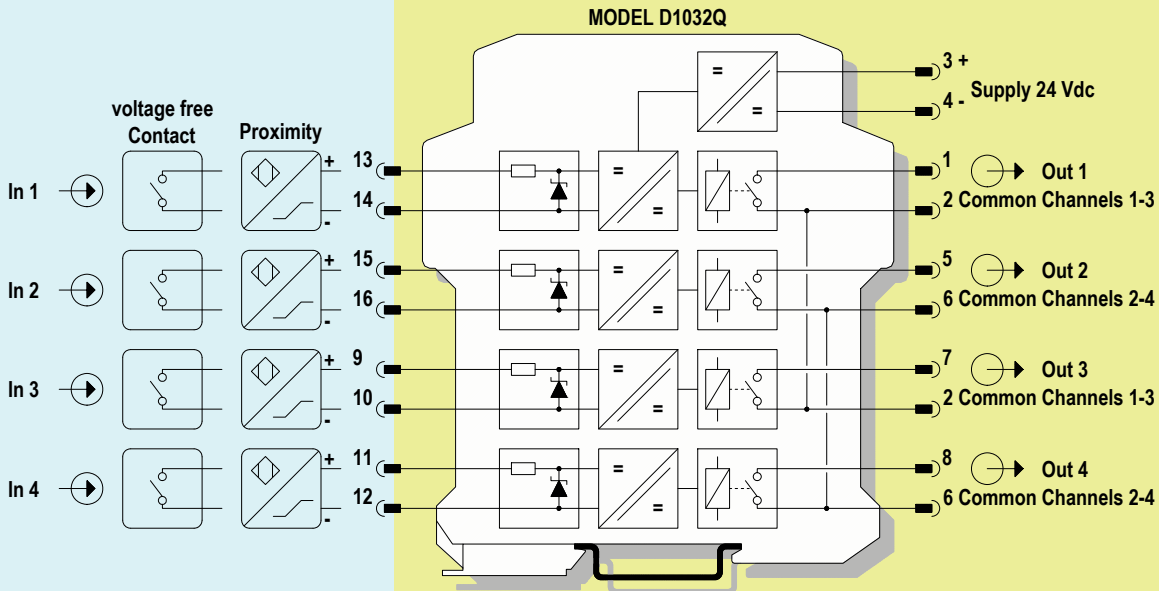 MODEL D1032Q
3 +
4 -
Supply 24 Vdc
voltage free
Contact
Proximity
In 1
+
-
13
14
1
Out 1
2 Common Channels 1-3
In 2
+
-
15
16
5
Out 2
6 Common Channels 2-4
In 3
+
-
9
10
7
Out 3
2 Common Channels 1-3
In 4
+
-
11
12
8
Out 4
6 Common Channels 2-4